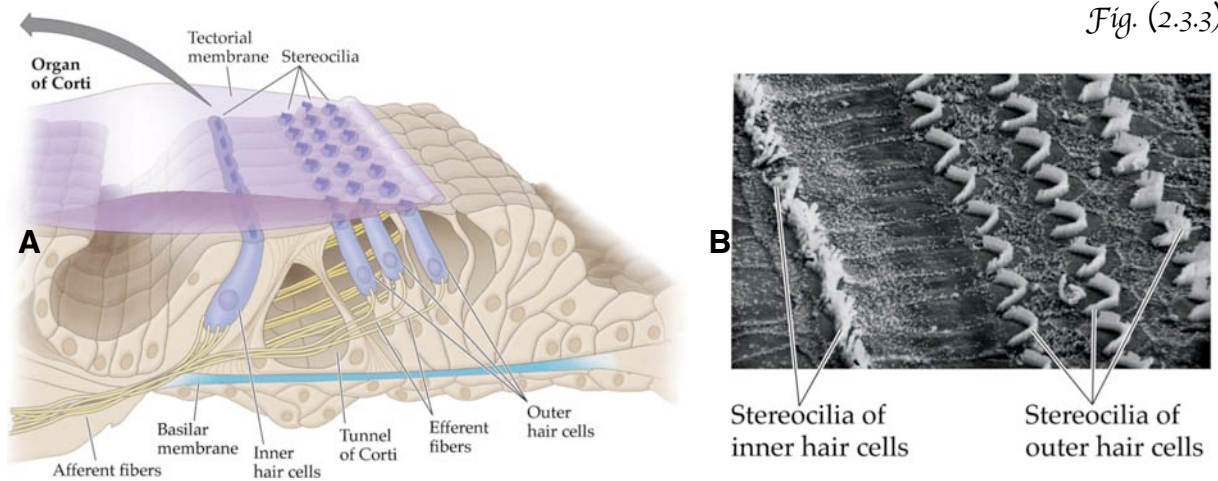 Fig. (2.3.3)
Tectorial
membrane
Stereocilia
Organ
of Corti
A
Basilar
membrane
Afferent fibers
Inner
hair cells
Tunnel
of Corti
Efferent
fibers
Outer
hair cells
B
Stereocilia of
inner hair cells
Stereocilia of
outer hair cells